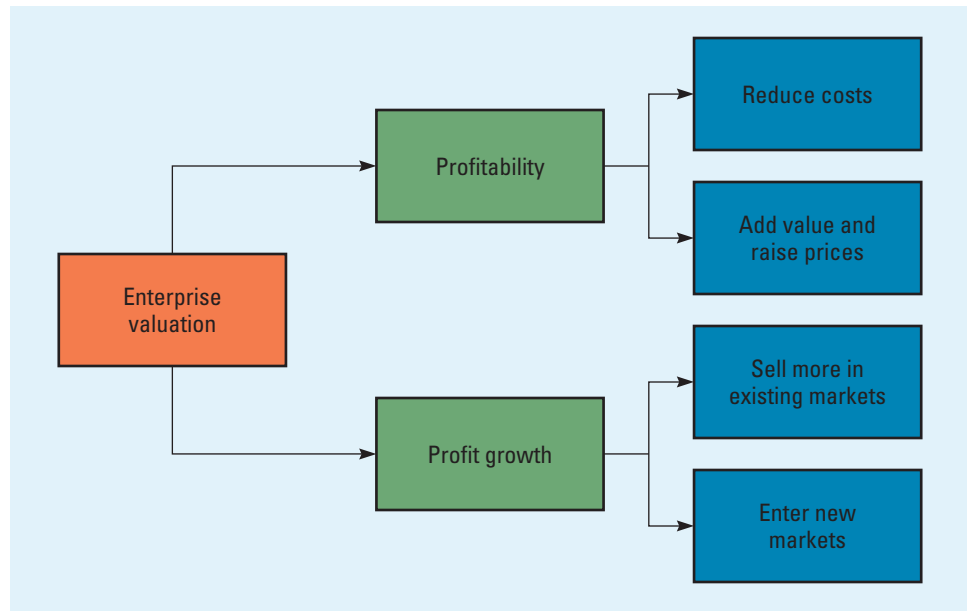 Reduce costs
Profitability
Add value and
raise prices
Enterprise
valuation
Sell more in
existing markets
Profit growth
Enter new
markets